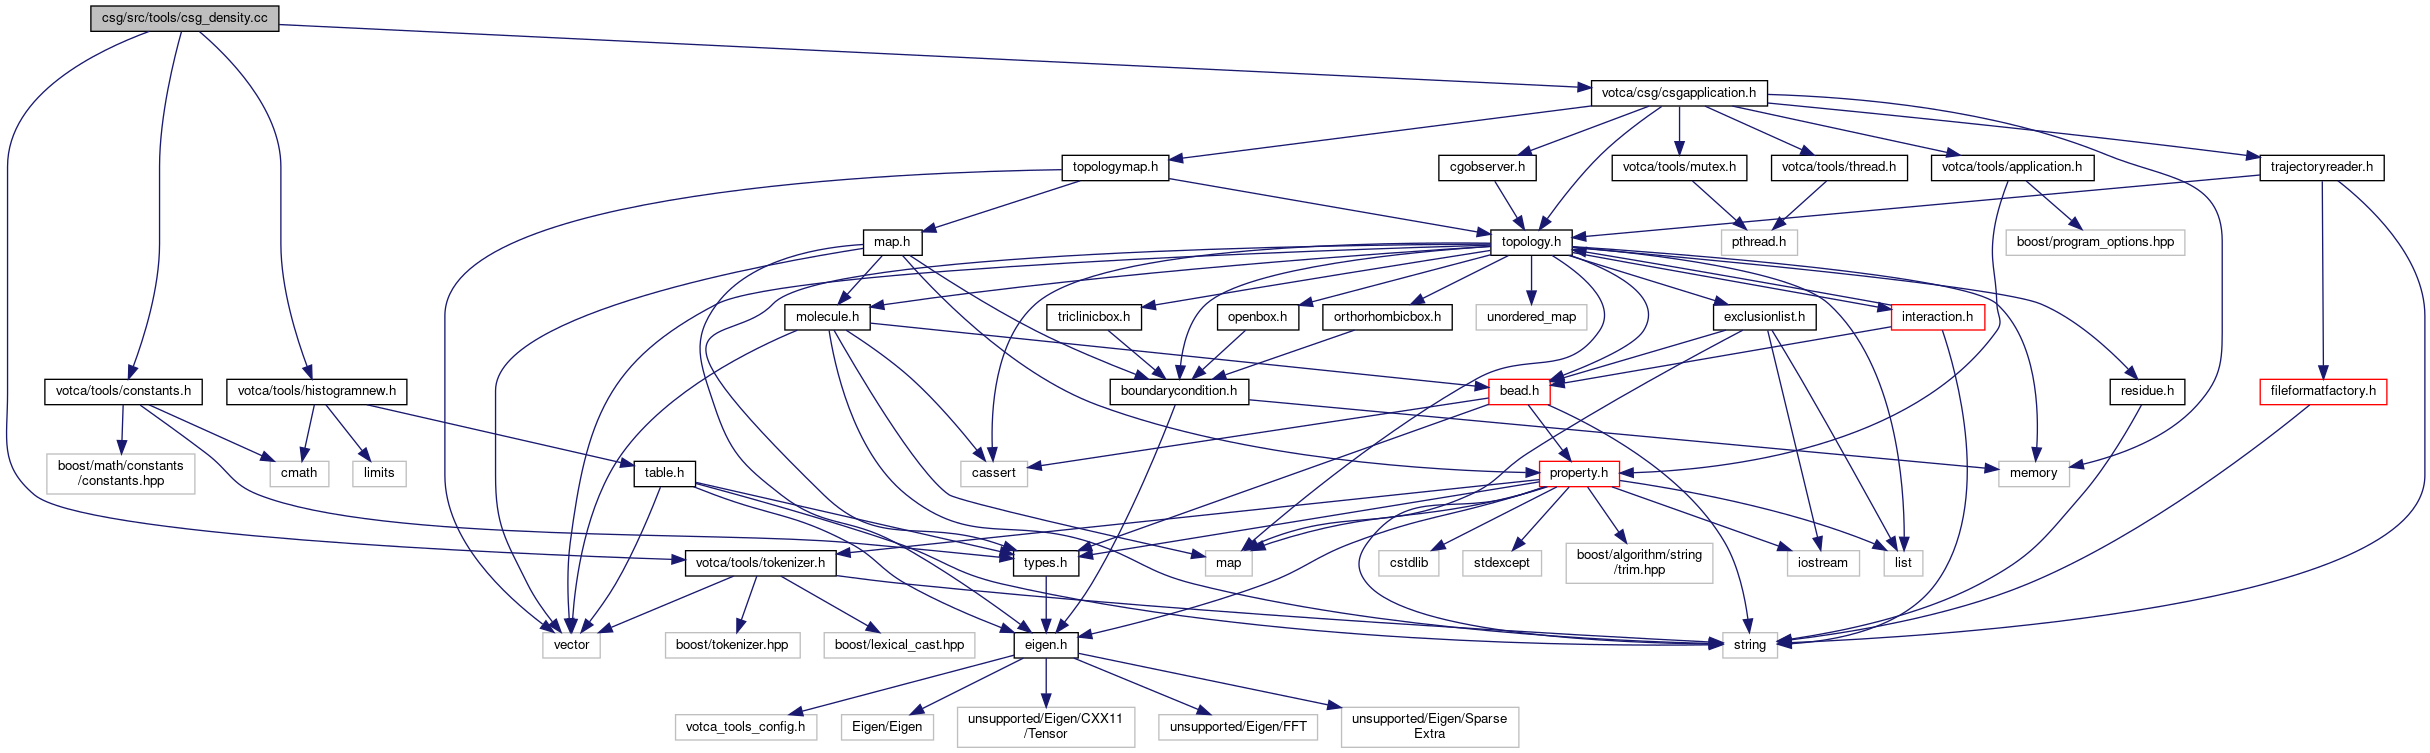 csg/src/tools/csg_density.cc
votca/csg/csgapplication.h
topologymap.h
cgobserver.h
votca/tools/mutex.h
votca/tools/thread.h
votca/tools/application.h
trajectoryreader.h
map.h
topology.h
pthread.h
boost/program_options.hpp
molecule.h
triclinicbox.h
openbox.h
orthorhombicbox.h
unordered_map
exclusionlist.h
interaction.h
votca/tools/constants.h
votca/tools/histogramnew.h
boundarycondition.h
bead.h
residue.h
fileformatfactory.h
boost/math/constants
/constants.hpp
cmath
limits
table.h
cassert
property.h
memory
votca/tools/tokenizer.h
types.h
map
cstdlib
stdexcept
boost/algorithm/string
/trim.hpp
iostream
list
vector
boost/tokenizer.hpp
boost/lexical_cast.hpp
eigen.h
string
votca_tools_config.h
Eigen/Eigen
unsupported/Eigen/CXX11
/Tensor
unsupported/Eigen/FFT
unsupported/Eigen/Sparse
Extra